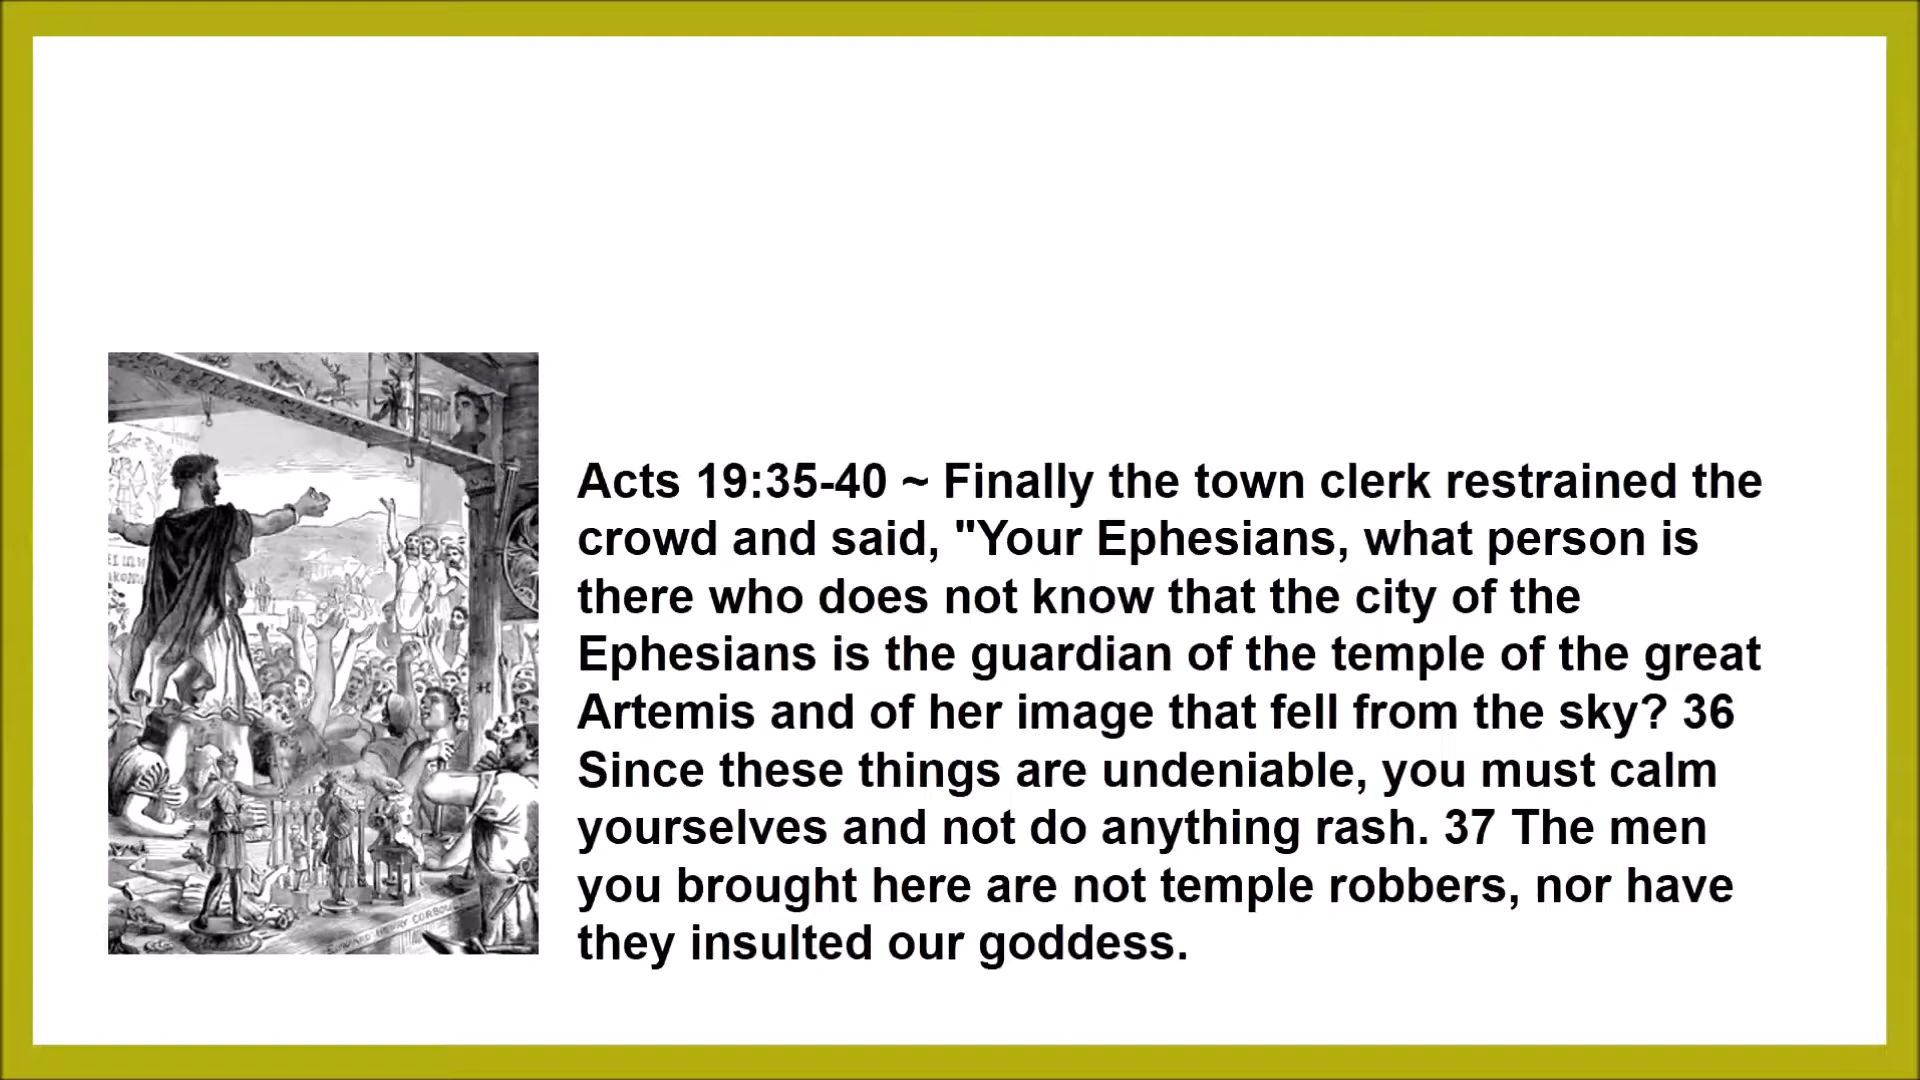 Acts 19:35-40 ~ Finally the town clerk restrained the
crowd and said, "Your Ephesians, what person is
there who does not know that the city of the
Ephesians is the guardian of the temple of the great
Artemis and of her image that fell from the sky? 36
Since these things are undeniable, you must calm
yourselves and not do anything rash. 37 The men
you brought here are not temple robbers, nor have
they insulted our goddess.